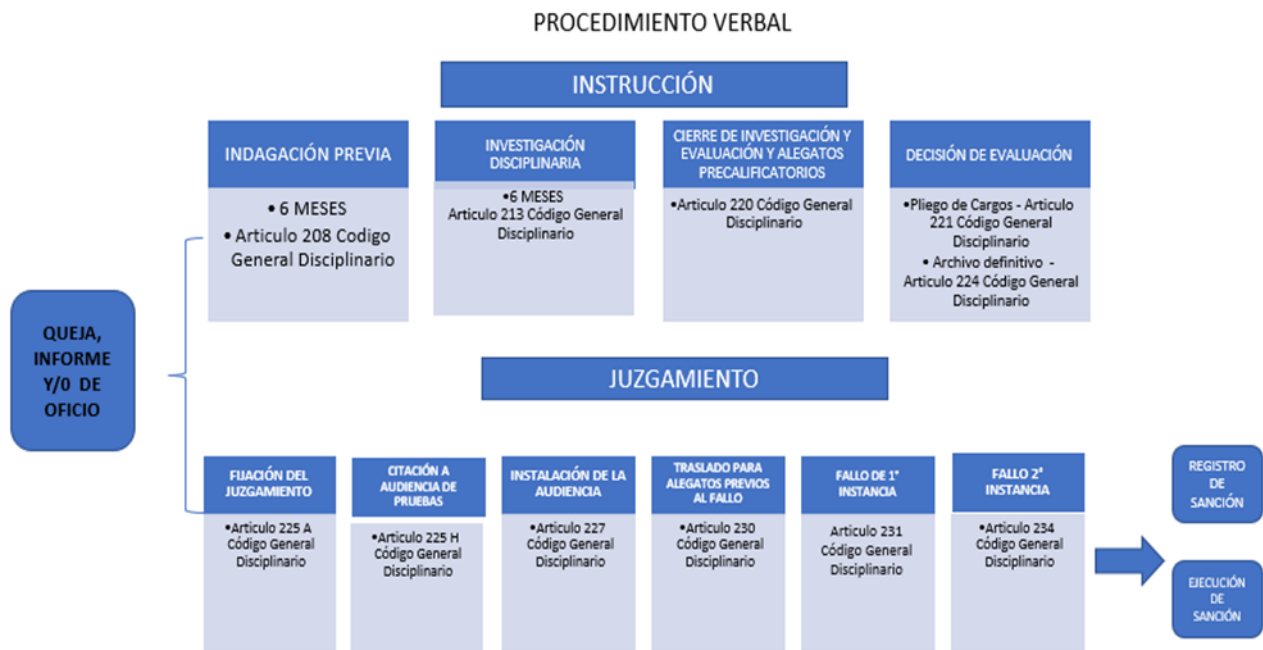 PROCEDIMIENTO VERBAL
INSTRUCCIÓN
INDAGACIÓN PREVIA
• 6 MESES
• Articulo 208 Codigo
General Disciplinario
INVESTIGACIÓN
DISCIPLINARIA
•6 MESES
Articulo 213 Código General
Disciplinario
CIERRE DE INVESTIGACIÓN Y
EVALUACIÓN Y ALEGATOS
PRECALIFICATORIOS
•Articulo 220 Código General
Disciplinario
DECISIÓN DE EVALUACIÓN
•Pliego de Cargos - Articulo
221 Código General
Disciplinario
• Archivo definitivo -
Articulo 224 Código General
Disciplinario
QUEJA,
INFORME
Y/0 DE
OFICIO
JUZGAMIENTO
FIJACIÓN DEL
JUZGAMIENTO
•Articulo 225 A
Código General
Disciplinario
CITACIÓN A
AUDIENCIA DE
PRUEBAS
•Articulo 225 H
Código General
Disciplinario
INSTALACIÓN DE LA
AUDIENCIA
•Articulo 227
Código General
Disciplinario
TRASLADO PARA
ALEGATOS PREVIOS
AL FALLO
•Articulo 230
Código General
Disciplinario
FALLO DE 1°
INSTANCIA
Articulo 231
Código General
Disciplinario
FALLO 2°
INSTANCIA
•Articulo 234
Código General
Disciplinario
REGISTRO
DE
SANCIÓN
EJECUCIÓN
DE
SANCIÓN